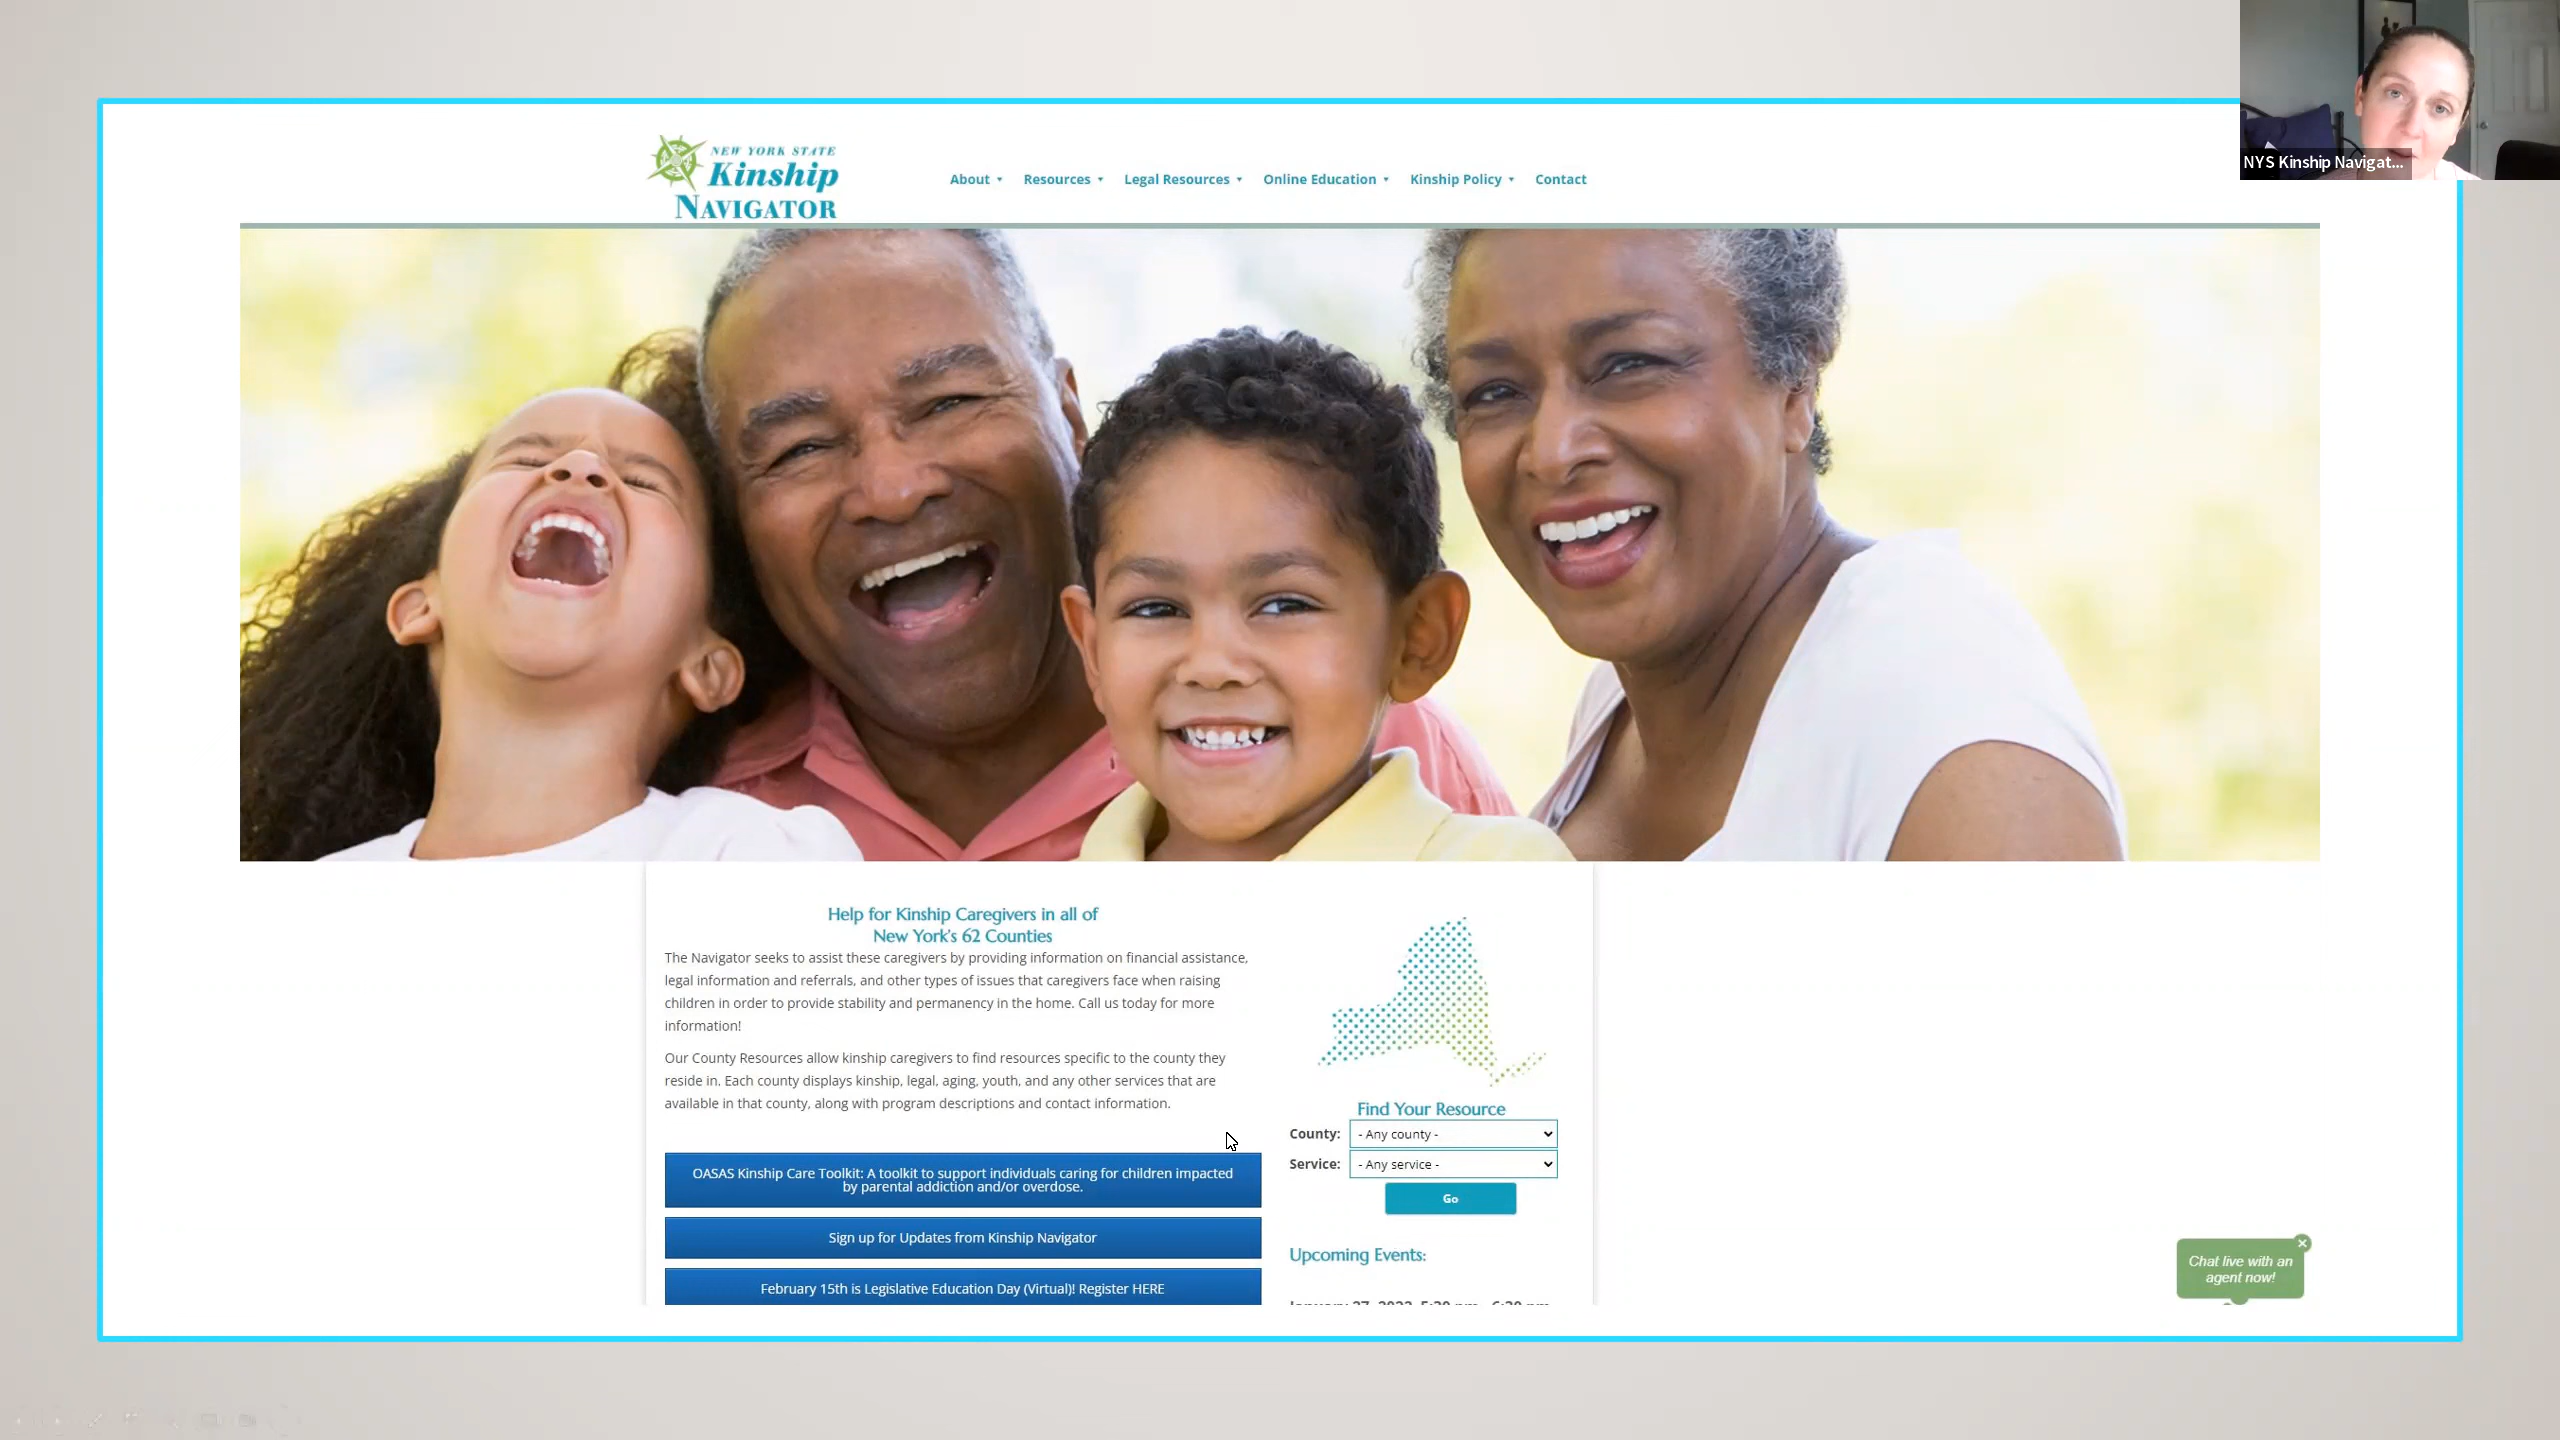 NYS Kinship Navigat...
NEW YORK STATE
Kinship
NAVIGATOR
About
Resources
Legal Resources
Online Education
Kinship Policy
Contact
Help for Kinship Caregivers in all of
New York's 62 Counties
The Navigator seeks to assist these caregivers by providing information on financial assistance,
legal information and referrals, and other types of issues that caregivers face when raising
children in order to provide stability and permanency in the home. Call us today for more
information!
Our County Resources allow kinship caregivers to find resources specific to the county they
reside in. Each county displays kinship, legal, aging, youth, and any other services that are
available in that county, along with program descriptions and contact information.
OASAS Kinship Care Toolkit: A toolkit to support individuals caring for children impacted
by parental addiction and/or overdose.
Sign up for Updates from Kinship Navigator
February 15th is Legislative Education Day (Virtual)! Register HERE
Find Your Resource
County: - Any county -
Service: - Any service -
Go
Upcoming Events:
Chat live with an
agent now!